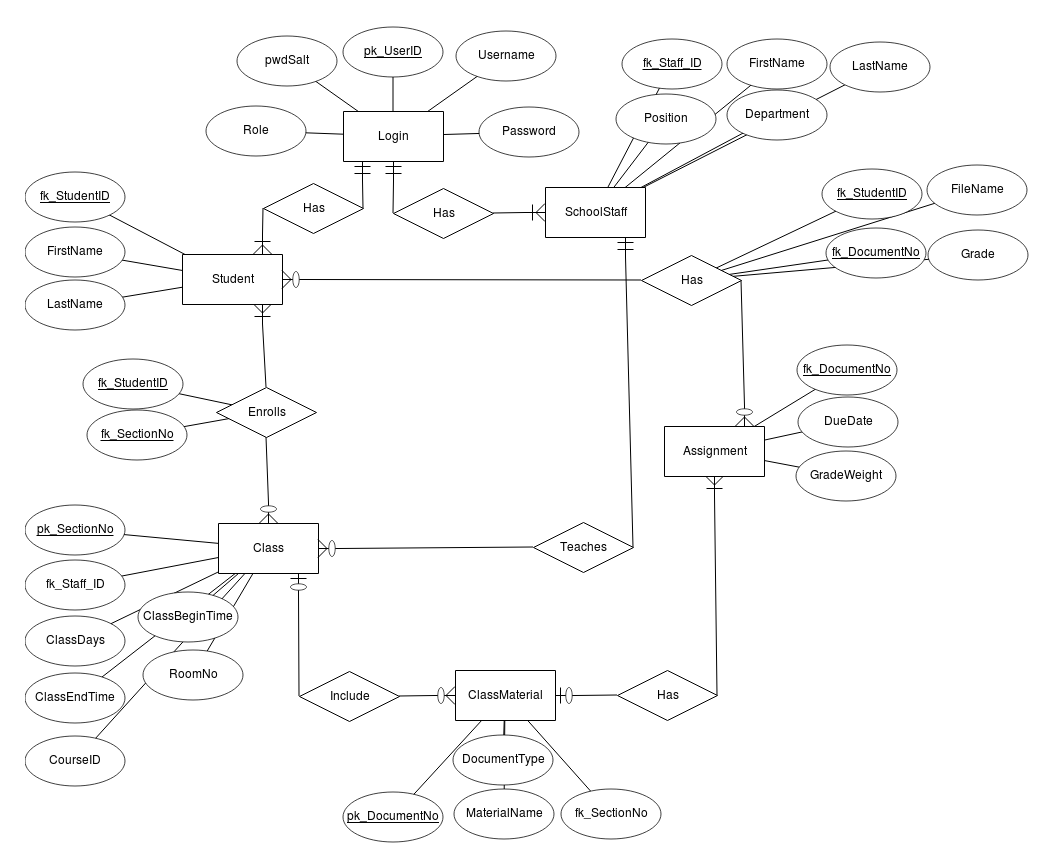 pwdSalt
pk_UserID
Username
Role
Login
Password
fk_Staff_ID
FirstName
LastName
Position
Department
Has
Has
SchoolStaff
fk_StudentID
FirstName
LastName
Student
fk_StudentID
FileName
fk_DocumentNo
Grade
Has
fk_StudentID
fk_SectionNo
Enrolls
fk_DocumentNo
DueDate
GradeWeight
Assignment
pk_SectionNo
fk_Staff_ID
ClassDays
ClassEndTime
CourseID
ClassBeginTime
RoomNo
Class
Teaches
Include
ClassMaterial
Has
DocumentType
pk_DocumentNo
MaterialName
fk_SectionNo